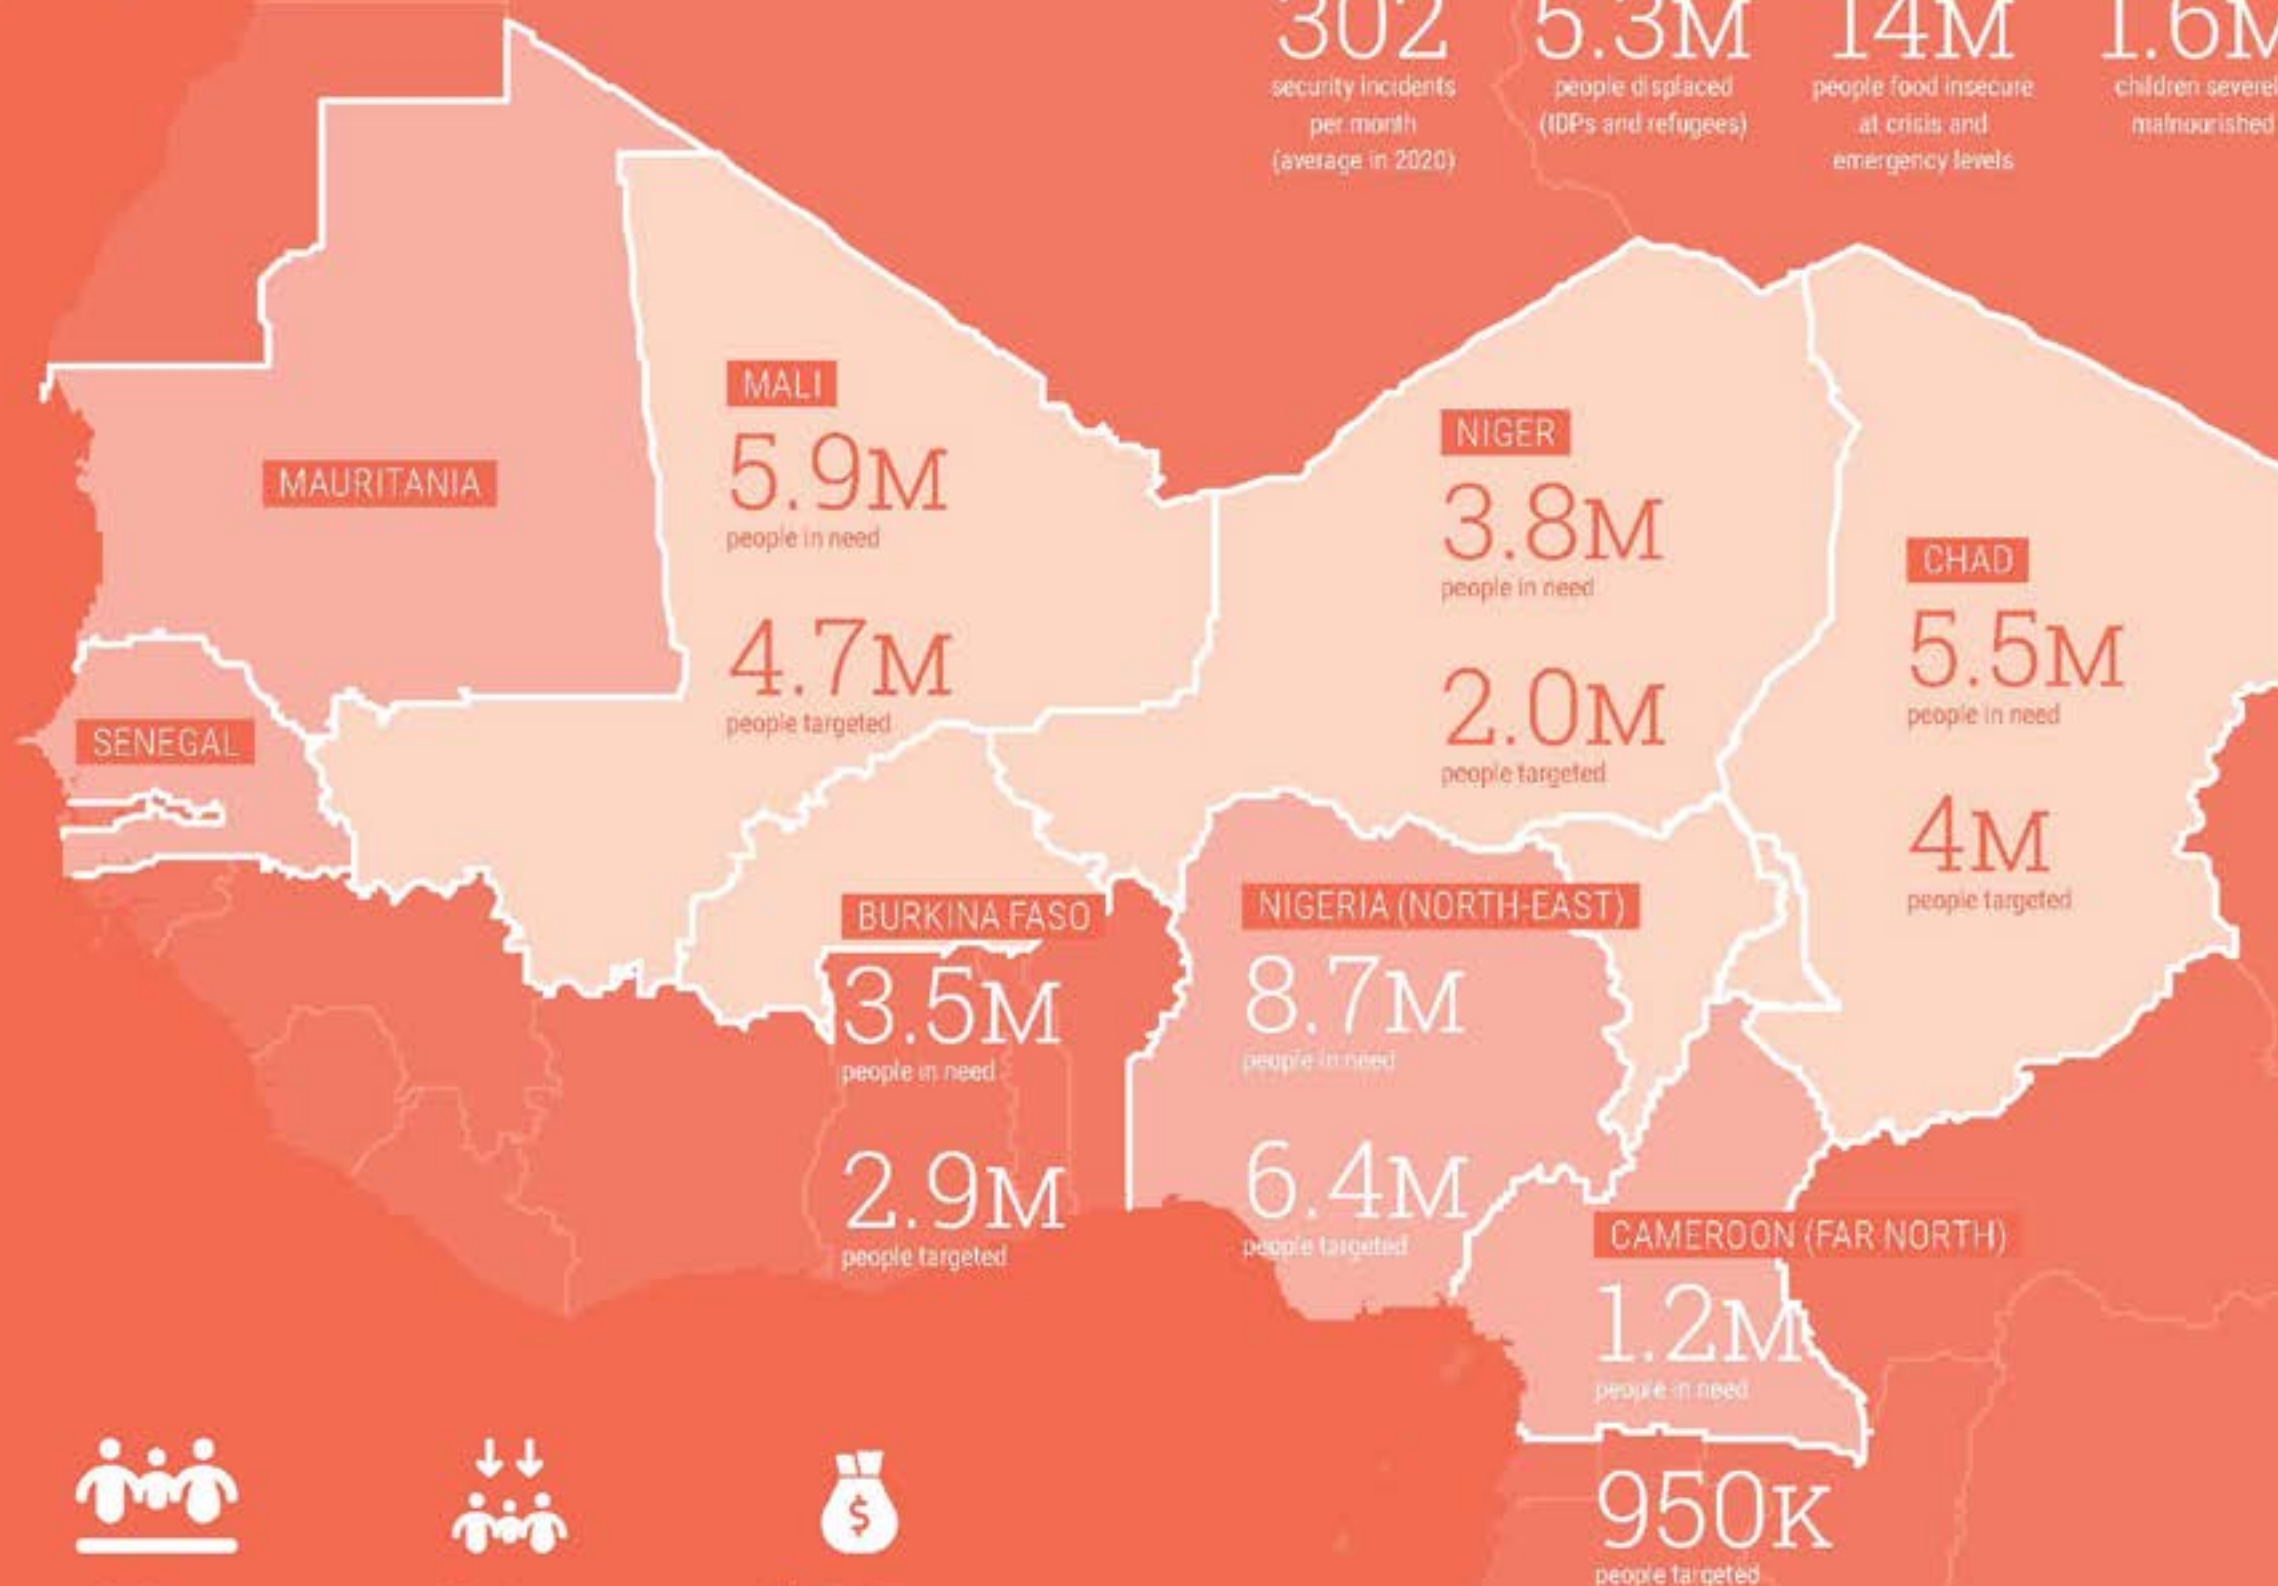 302
security incidents
per month
(average in 2020)
5.3M
people displaced
(IDPs and refugees)
14M
people food insecure
at crisis and
emergency levels
1.6M
children
malnourished
MALI
5.9M
people in need
4.7M
people targeted
NIGER
3.8M
people in need
2.0M
people targeted
CHAD
5.5M
people in need
4M
people targeted
MAURITANIA
SENEGAL
BURKINA FASO
3.5M
people in need
2.9M
people targeted
NIGERIA (NORTH-EAST)
8.7M
people in need
6.4M
people targeted
CAMEROON (FAR NORTH)
1.2M
people in need
950K
people targeted
$